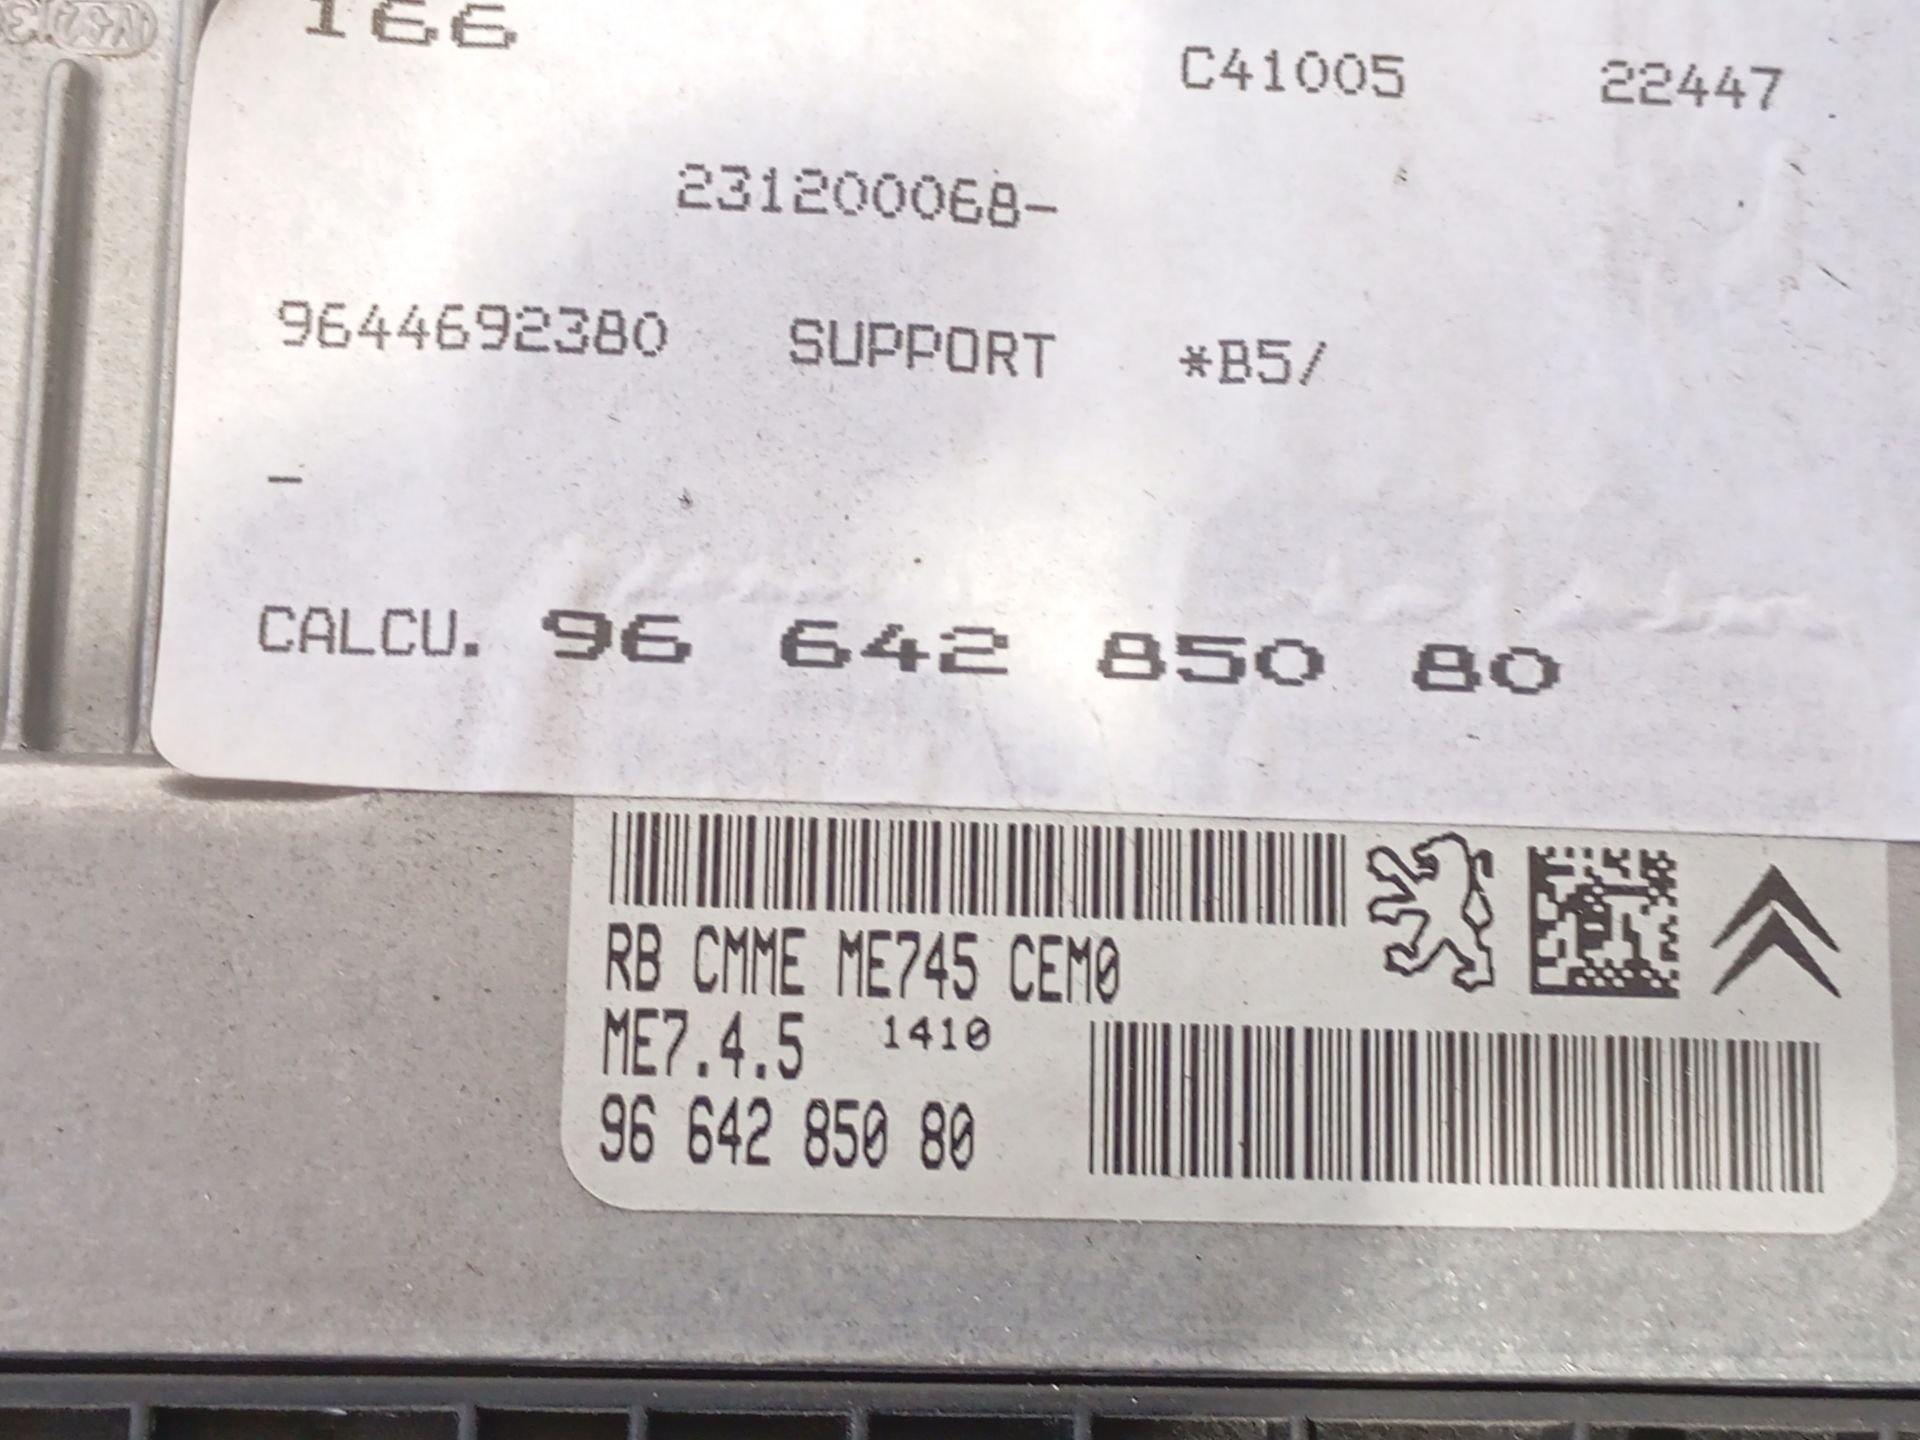 166
C41005 22447
231200068-
9644692380 SUPPORT *B5/
-
CALCU. 96 642 850 80
RB CMME ME745 CEM0
ME7.4.5 1410
96 642 850 80